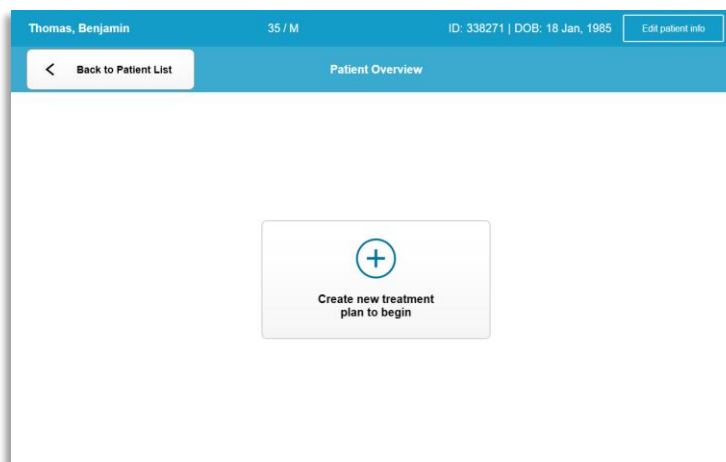 Thomas, Benjamin 35 / M ID: 338271 | DOB: 18 Jan, 1985 Edit patient info
Back to Patient List Patient Overview
Create new treatment
plan to begin